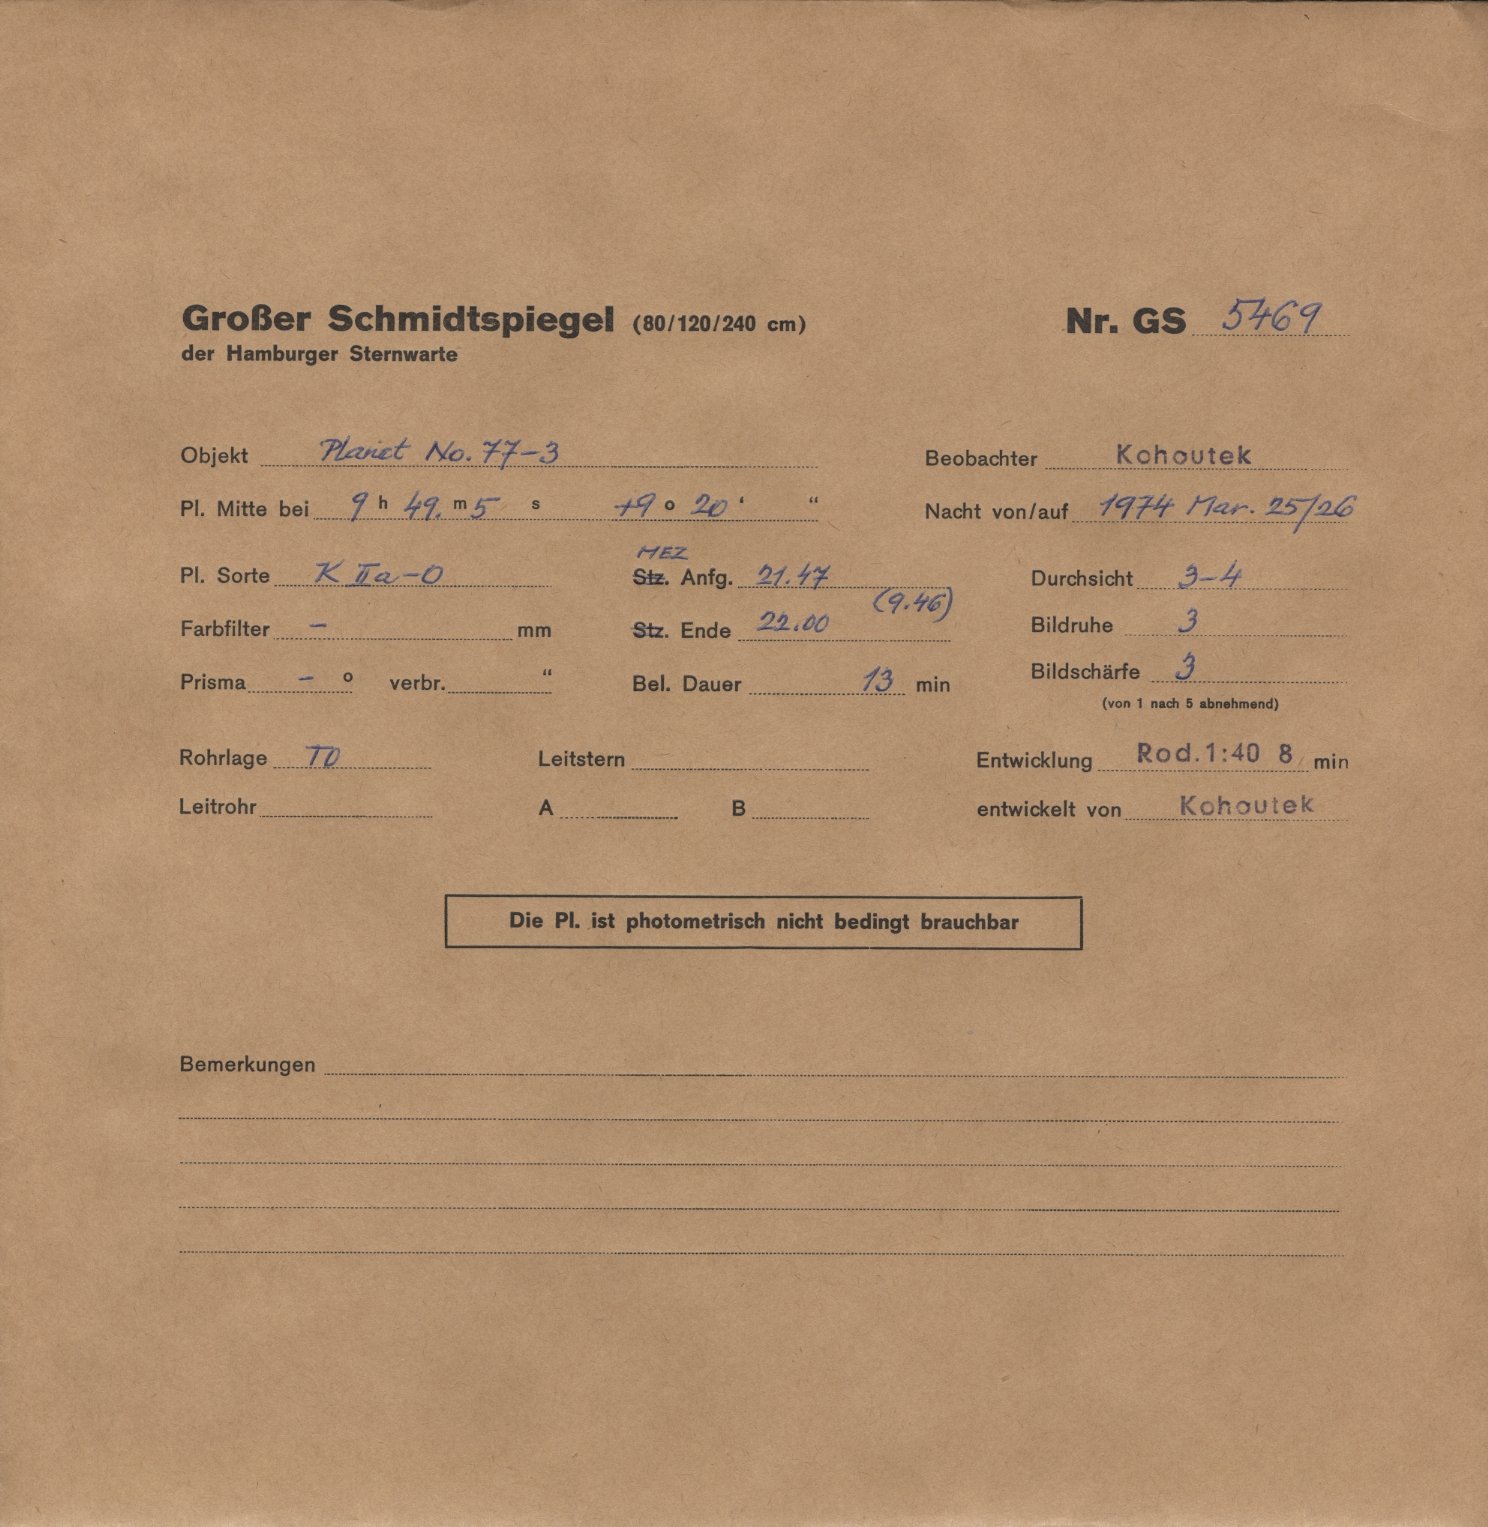 Großer Schmidtspiegel (80/120/240 cm) Nr. GS 5469
der Hamburger Sternwarte
Objekt Planet No. 77-3 Beobachter Kohoutek
Pl. Mitte bei 9 h 49. m 5 s +9 o 20 ‘ “ Nacht von/auf 1974 Mar. 25/26
MEZ
Pl. Sorte K IIa-O Stz. Anfg. 21.47 Durchsicht 3-4
(9.46)
Farbfilter – mm Stz. Ende 22.00 Bildruhe 3
Prisma – o verbr. “ Bel. Dauer 13 min Bildschärfe 3
(von 1 nach 5 abnehmend)
Rohrlage TO Leitstern Entwicklung Rod.1:40 8 min
Leitrohr A B entwickelt von Kohoutek
Die Pl. ist photometrisch nicht bedingt brauchbar
Bemerkungen